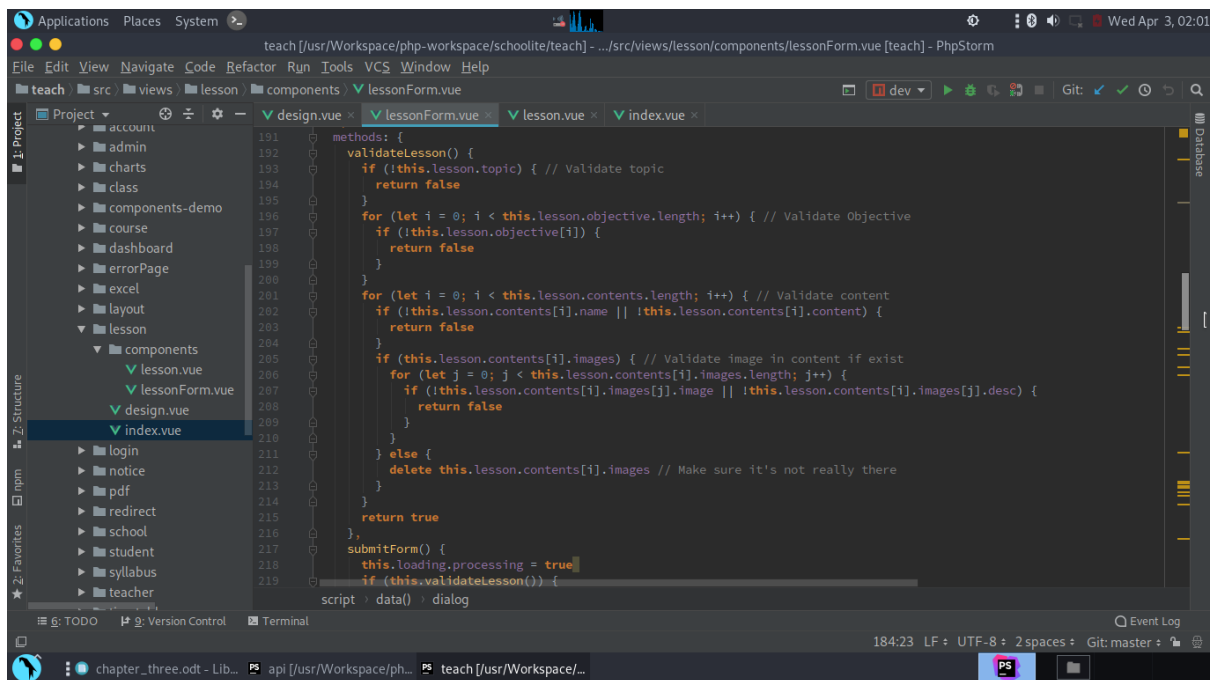 Applications Places System Wed Apr 3, 02:01
teach [/usr/Workspace/php-workspace/schoolite/teach] - .../src/views/lesson/components/lessonForm.vue [teach] - PhpStorm
File Edit View Navigate Code Refactor Run Tools VCS Window Help
teach src views lesson components lessonForm.vue dev Git:
Project design.vue lessonForm.vue lesson.vue index.vue
1: Project
Z: Structure
npm
2: Favorites
Database
account
admin
charts
class
components-demo
course
dashboard
errorPage
excel
layout
lesson
components
lesson.vue
lessonForm.vue
design.vue
index.vue
login
notice
pdf
redirect
school
student
syllabus
teacher
191 methods: {
192 validateLesson() {
193 if (!this.lesson.topic) { // Validate topic
194 return false
195 }
196 for (let i = 0; i < this.lesson.objective.length; i++) { // Validate Objective
197 if (!this.lesson.objective[i]) {
198 return false
199 }
200 }
201 for (let i = 0; i < this.lesson.contents.length; i++) { // Validate content
202 if (!this.lesson.contents[i].name || !this.lesson.contents[i].content) {
203 return false
204 }
205 if (this.lesson.contents[i].images) { // Validate image in content if exist
206 for (let j = 0; j < this.lesson.contents[i].images.length; j++) {
207 if (!this.lesson.contents[i].images[j].image || !this.lesson.contents[i].images[j].desc) {
208 return false
209 }
210 }
211 } else {
212 delete this.lesson.contents[i].images // Make sure it's not really there
213 }
214 }
215 return true
216 },
217 submitForm() {
218 this.loading.processing = true
219 if (this.validateLesson()) {
script data() dialog
6: TODO 9: Version Control Terminal Event Log
184:23 LF UTF-8 2 spaces Git: master
chapter_three.odt - Lib... PS api [/usr/Workspace/ph... PS teach [/usr/Workspace/... PS